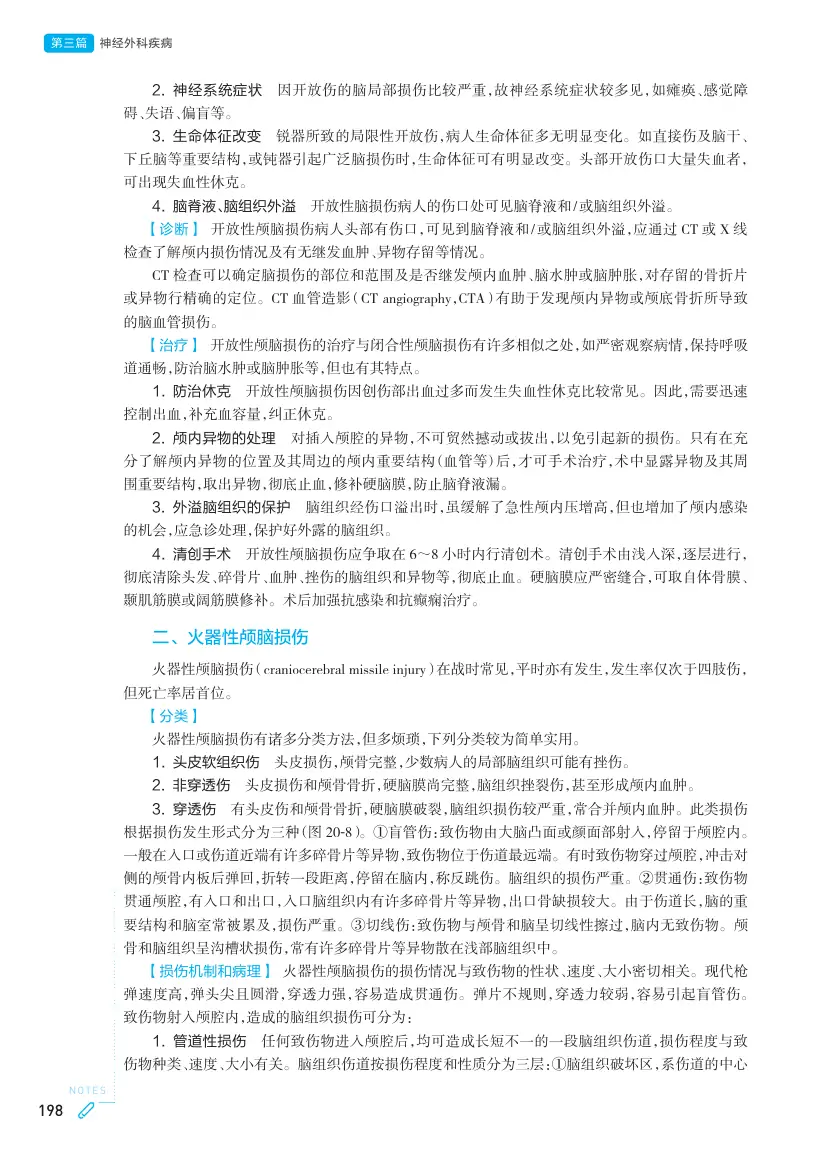 第三篇 神经外科疾病
2. 神经系统症状 因开放伤的脑局部损伤比较严重,故神经系统症状较多见,如瘫痪、感觉障
碍、失语、偏盲等。
3. 生命体征改变 锐器所致的局限性开放伤,病人生命体征多无明显变化。如直接伤及脑干、
下丘脑等重要结构,或钝器引起广泛脑损伤时,生命体征可有明显改变。头部开放伤口大量失血者,
可出现失血性休克。
4. 脑脊液、脑组织外溢 开放性脑损伤病人的伤口处可见脑脊液和/或脑组织外溢。
【诊断】 开放性颅脑损伤病人头部有伤口,可见到脑脊液和/或脑组织外溢,应通过 CT 或 X 线
检查了解颅内损伤情况及有无继发血肿、异物存留等情况。
CT 检查可以确定脑损伤的部位和范围及是否继发颅内血肿、脑水肿或脑肿胀,对存留的骨折片
或异物行精确的定位。CT 血管造影(CT angiography,CTA)有助于发现颅内异物或颅底骨折所导致
的脑血管损伤。
【治疗】 开放性颅脑损伤的治疗与闭合性颅脑损伤有许多相似之处,如严密观察病情,保持呼吸
道通畅,防治脑水肿或脑肿胀等,但也有其特点。
1. 防治休克 开放性颅脑损伤因创伤部出血过多而发生失血性休克比较常见。因此,需要迅速
控制出血,补充血容量,纠正休克。
2. 颅内异物的处理 对插入颅腔的异物,不可贸然撼动或拔出,以免引起新的损伤。只有在充
分了解颅内异物的位置及其周边的颅内重要结构(血管等)后,才可手术治疗,术中显露异物及其周
围重要结构,取出异物,彻底止血,修补硬脑膜,防止脑脊液漏。
3. 外溢脑组织的保护 脑组织经伤口溢出时,虽缓解了急性颅内压增高,但也增加了颅内感染
的机会,应急诊处理,保护好外露的脑组织。
4. 清创手术 开放性颅脑损伤应争取在 6～8 小时内行清创术。清创手术由浅入深,逐层进行,
彻底清除头发、碎骨片、血肿、挫伤的脑组织和异物等,彻底止血。硬脑膜应严密缝合,可取自体骨膜、
颞肌筋膜或阔筋膜修补。术后加强抗感染和抗癫痫治疗。
二、火器性颅脑损伤
火器性颅脑损伤(craniocerebral missile injury)在战时常见,平时亦有发生,发生率仅次于四肢伤,
但死亡率居首位。
【分类】
火器性颅脑损伤有诸多分类方法,但多烦琐,下列分类较为简单实用。
1. 头皮软组织伤 头皮损伤,颅骨完整,少数病人的局部脑组织可能有挫伤。
2. 非穿透伤 头皮损伤和颅骨骨折,硬脑膜尚完整,脑组织挫裂伤,甚至形成颅内血肿。
3. 穿透伤 有头皮伤和颅骨骨折,硬脑膜破裂,脑组织损伤较严重,常合并颅内血肿。此类损伤
根据损伤发生形式分为三种(图 20-8)。①盲管伤:致伤物由大脑凸面或颜面部射入,停留于颅腔内。
一般在入口或伤道近端有许多碎骨片等异物,致伤物位于伤道最远端。有时致伤物穿过颅腔,冲击对
侧的颅骨内板后弹回,折转一段距离,停留在脑内,称反跳伤。脑组织的损伤严重。②贯通伤:致伤物
贯通颅腔,有入口和出口,入口脑组织内有许多碎骨片等异物,出口骨缺损较大。由于伤道长,脑的重
要结构和脑室常被累及,损伤严重。③切线伤:致伤物与颅骨和脑呈切线性擦过,脑内无致伤物。颅
骨和脑组织呈沟槽状损伤,常有许多碎骨片等异物散在浅部脑组织中。
【损伤机制和病理】 火器性颅脑损伤的损伤情况与致伤物的性状、速度、大小密切相关。现代枪
弹速度高,弹头尖且圆滑,穿透力强,容易造成贯通伤。弹片不规则,穿透力较弱,容易引起盲管伤。
致伤物射入颅腔内,造成的脑组织损伤可分为:
1. 管道性损伤 任何致伤物进入颅腔后,均可造成长短不一的一段脑组织伤道,损伤程度与致
伤物种类、速度、大小有关。脑组织伤道按损伤程度和性质分为三层:①脑组织破坏区,系伤道的中心
NOTES
198